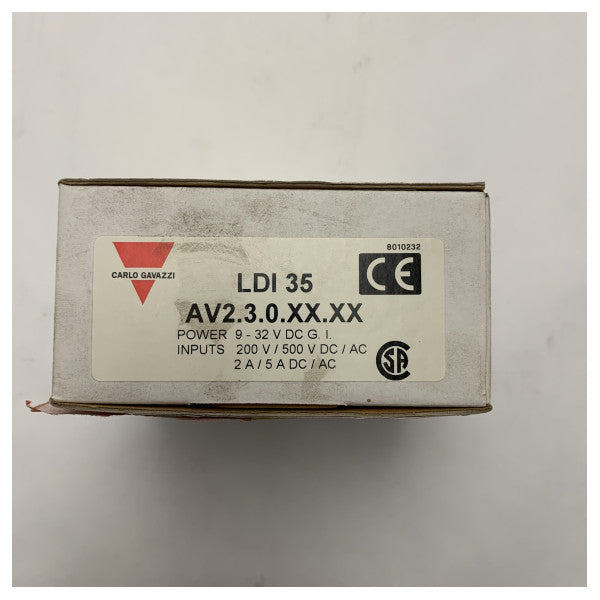 8010232
CARLO GAVAZZI
LDI 35
CE
AV2.3.0.XX.XX
POWER 9 - 32 V DC G. I.
INPUTS 200 V / 500 V DC / AC
2 A / 5 A DC / AC
CSA